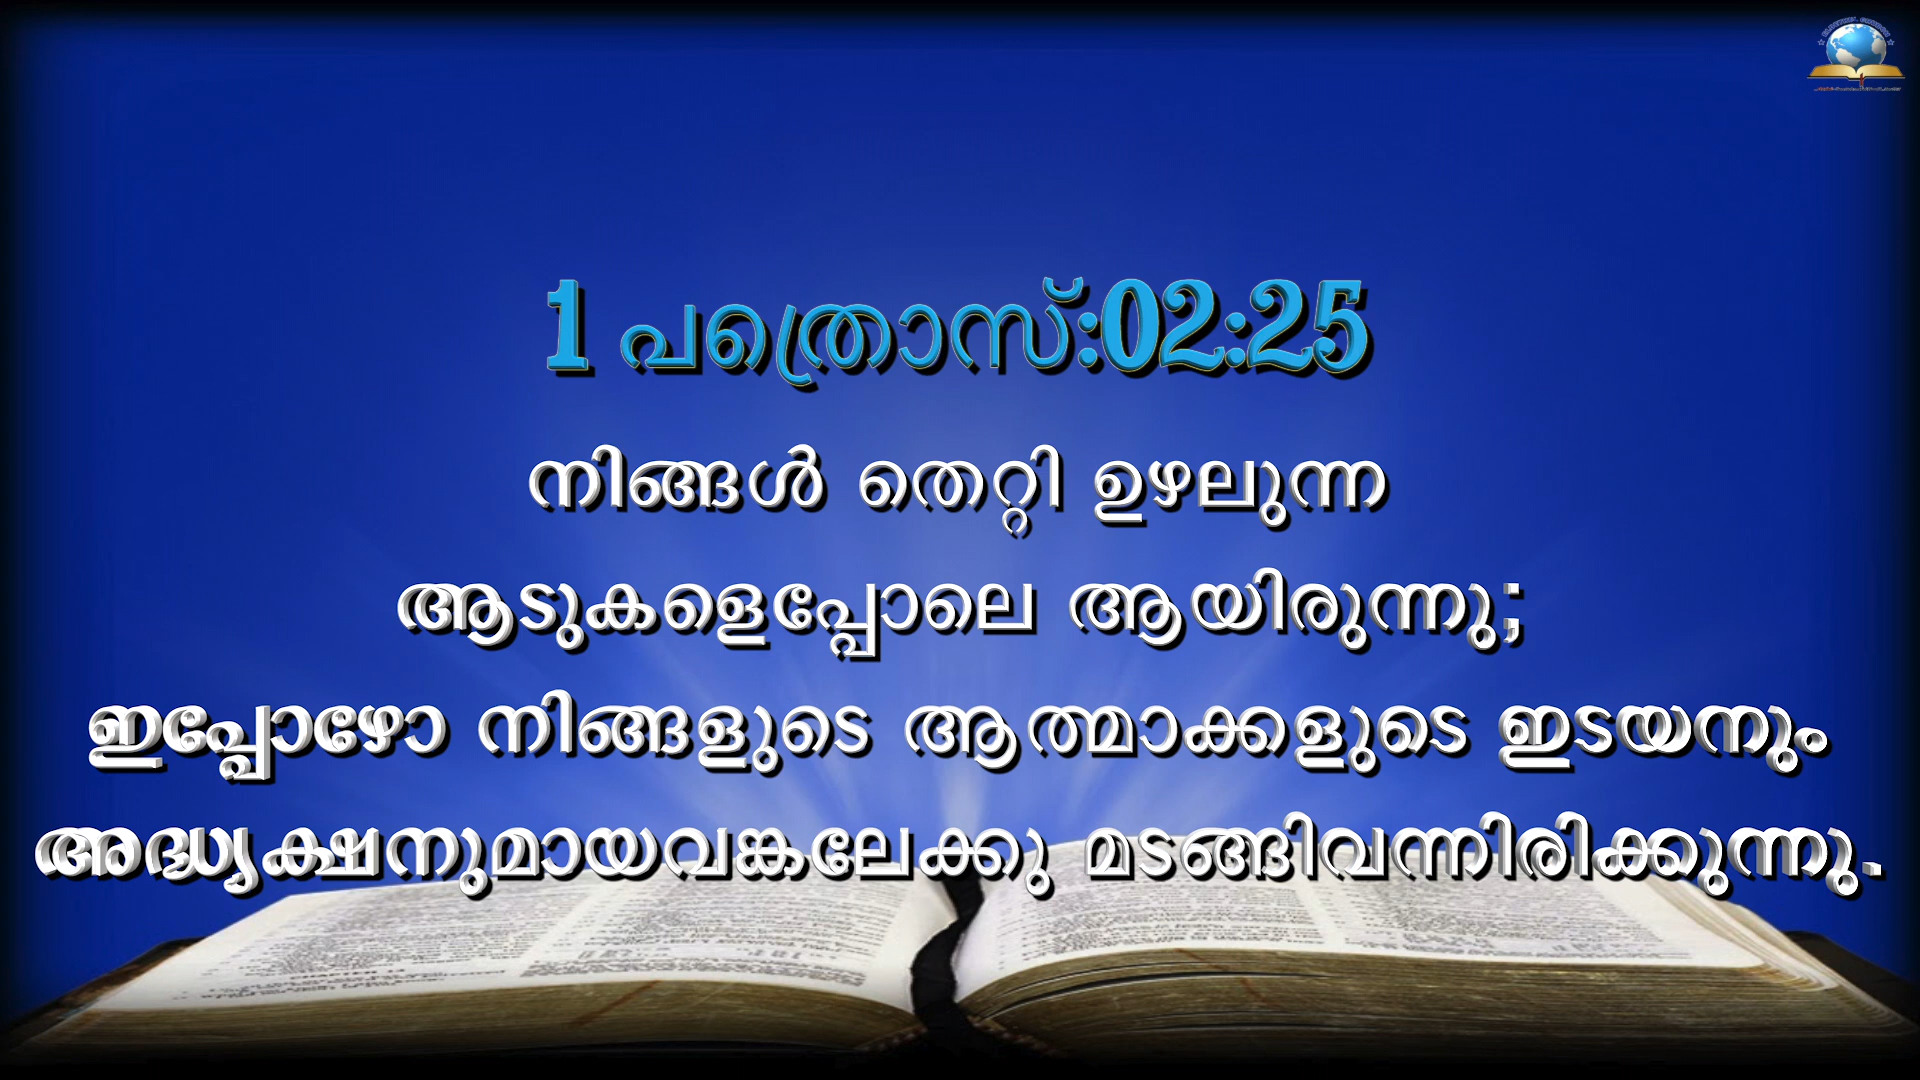 1 പത്രൊസ്:02:25
നിങ്ങൾ തെറ്റി ഉഴലുന്ന
ആടുകളെപ്പോലെ ആയിരുന്നു;
ഇപ്പോഴോ നിങ്ങളുടെ ആത്മാക്കളുടെ ഇടയനും
അദ്ധ്യക്ഷനുമായവങ്കലേക്കു മടങ്ങിവന്നിരിക്കുന്നു.